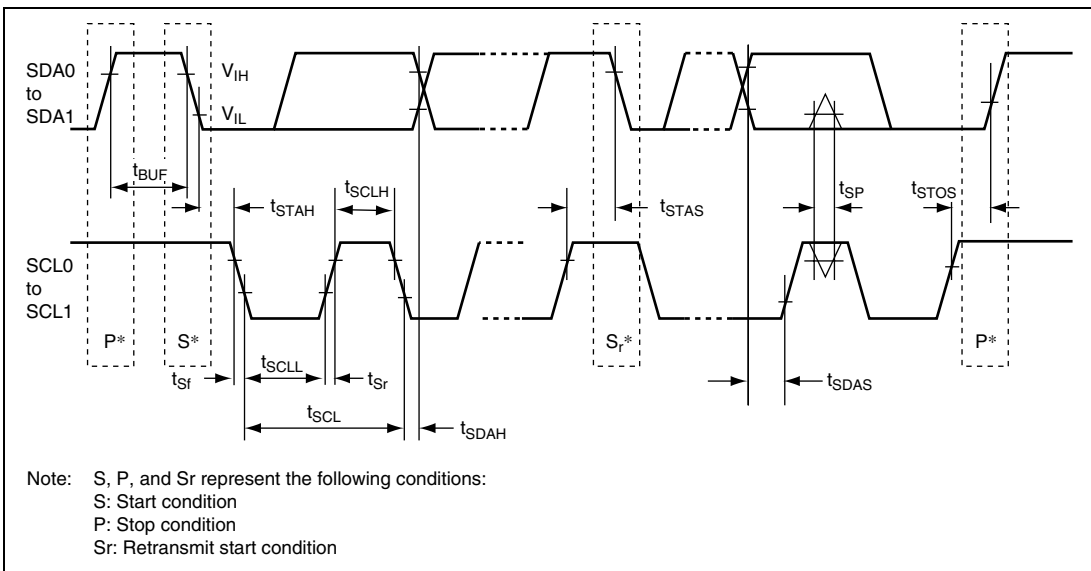 SDA0
to
SDA1
VIH
VIL
tBUF
tSTAH
tSCLH
tSTAS
tSP
tSTOS
SCL0
to
SCL1
P*
S*
Sr*
P*
tSf
tSCLL
tSr
tSCL
tSDAH
tSDAS
Note: S, P, and Sr represent the following conditions:
S: Start condition
P: Stop condition
Sr: Retransmit start condition